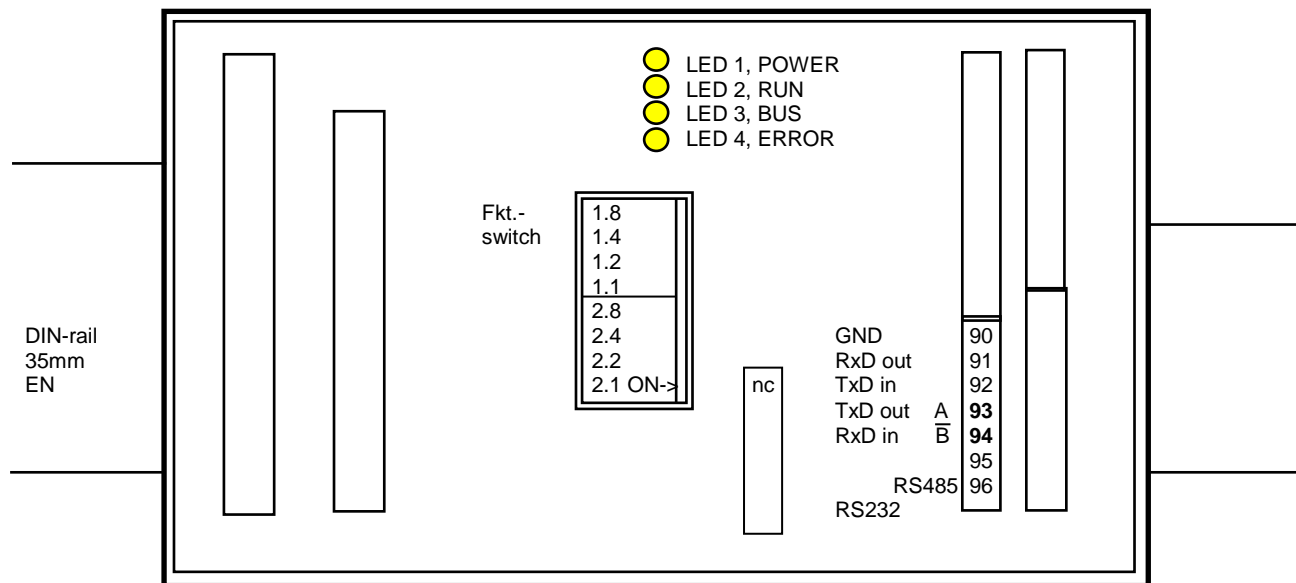 LED 1, POWER
LED 2, RUN
LED 3, BUS
LED 4, ERROR
Fkt.-
switch
1.8
1.4
1.2
1.1
2.8
2.4
2.2
2.1 ON->
DIN-rail
35mm
EN
nc
GND 90
RxD out 91
TxD in 92
TxD out A 93
RxD in B 94
95
RS485 96
RS232